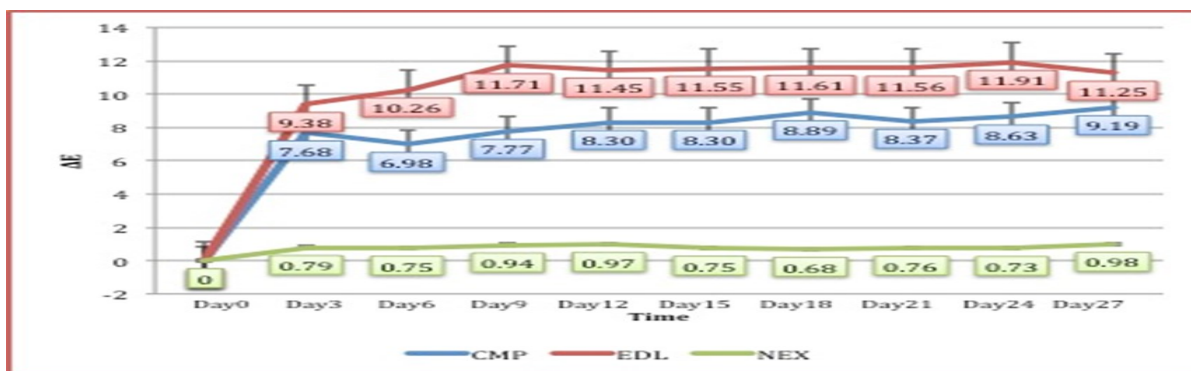 14
12
10
8
6
4
2
0
-2
ΔE
9.38 10.26 11.71 11.45 11.55 11.61 11.56 11.91 11.25
7.68 6.98 7.77 8.30 8.30 8.89 8.37 8.63 9.19
0 0.79 0.75 0.94 0.97 0.75 0.68 0.76 0.73 0.98
Day0 Day3 Day6 Day9 Day12 Day15 Day18 Day21 Day24 Day27
Time
CMP EDL NEX